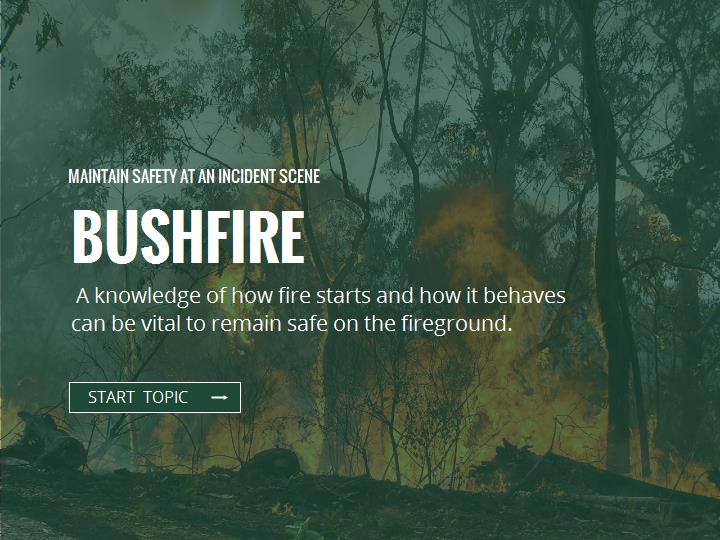 MAINTAIN SAFETY AT AN INCIDENT SCENE
BUSHFIRE
A knowledge of how fire starts and how it behaves
can be vital to remain safe on the fireground.
START TOPIC